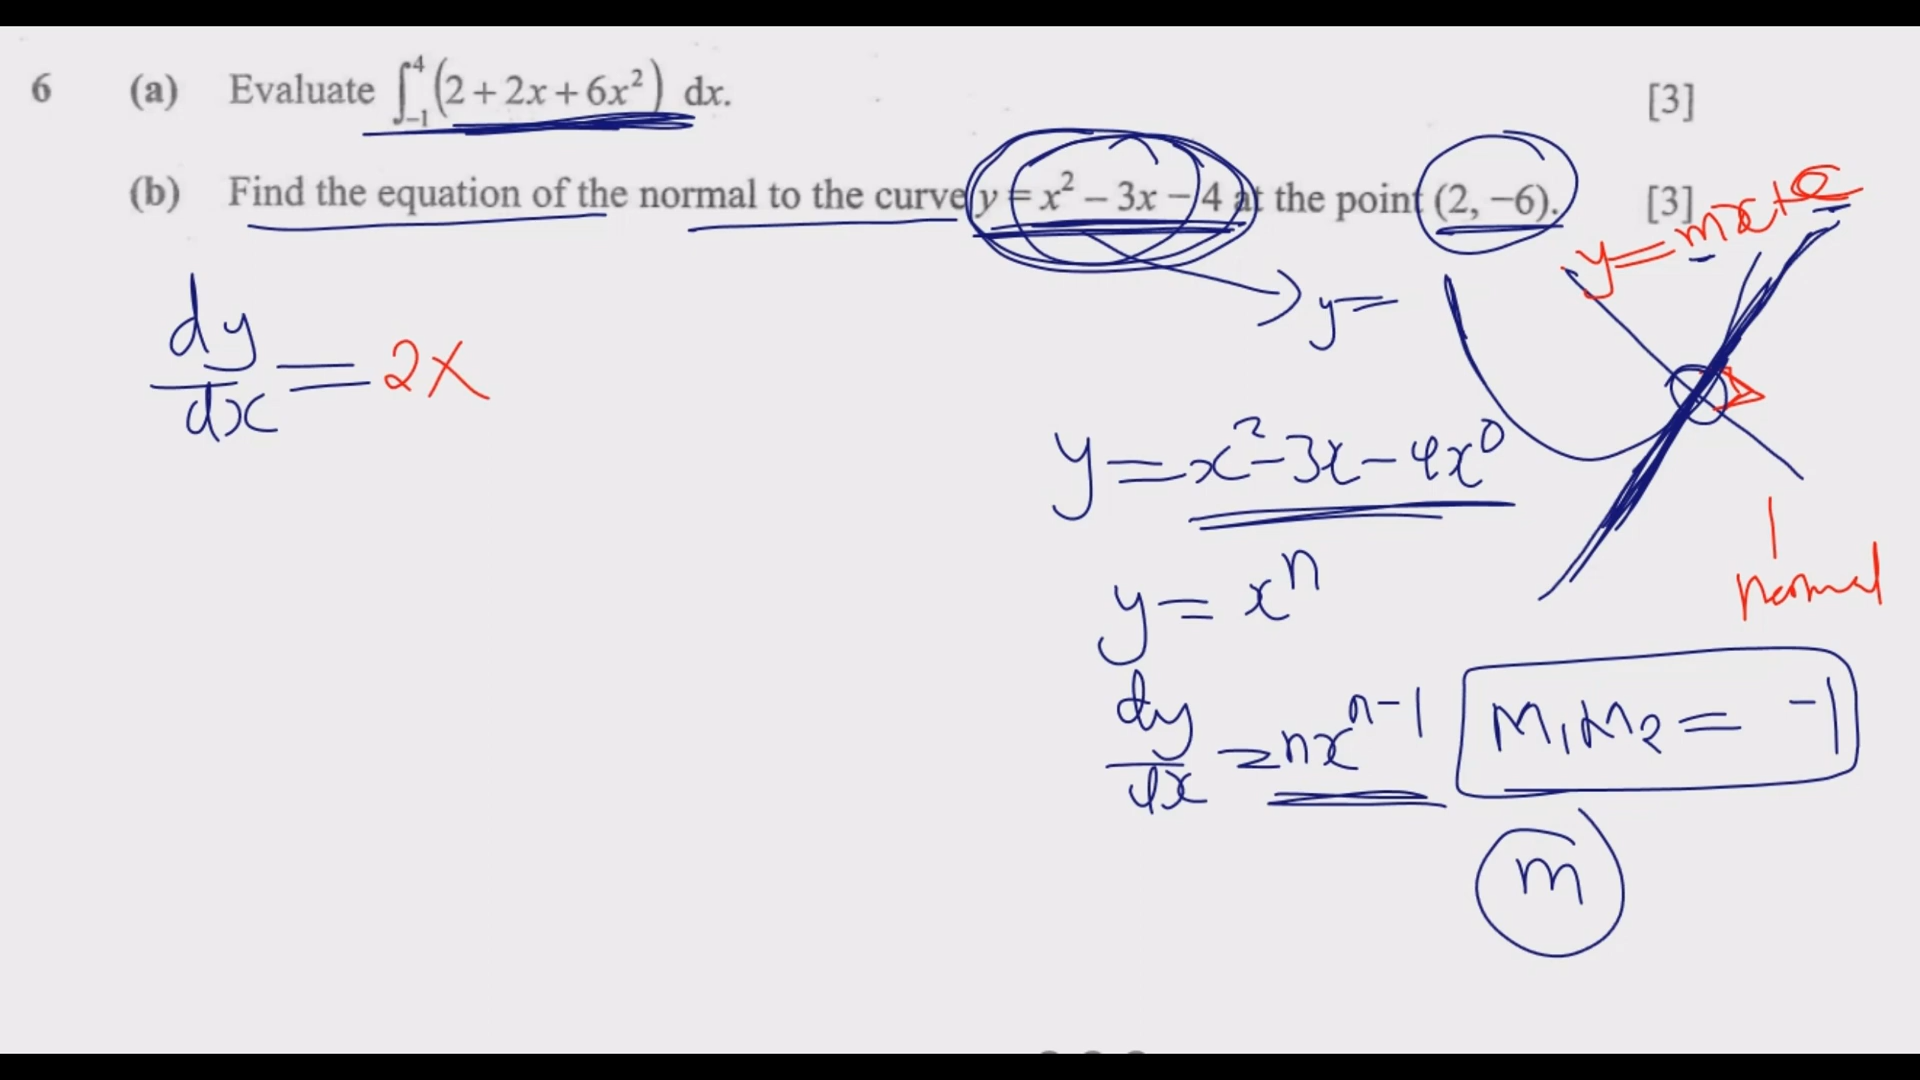 6 (a) Evaluate ∫₋₁⁴ (2 + 2x + 6x²) dx. [3]
(b) Find the equation of the normal to the curve y = x² – 3x – 4 at the point (2, –6). [3]
y = mx + c
y =
dy/dx = 2x
y = x² – 3x – 4x⁰
y = xⁿ
normal
dy/dx = nxⁿ⁻¹
m₁m₂ = –1
m